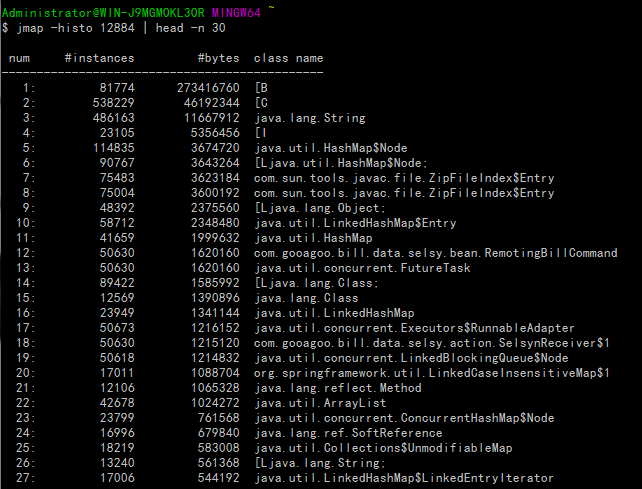 Administrator@WIN-J9MGMOKL3OR MINGW64 ~
$ jmap -histo 12884 | head -n 30
num #instances #bytes class name
----------------------------------------------
1: 81774 273416760 [B
2: 538229 46192344 [C
3: 486163 11667912 java.lang.String
4: 23105 5356456 [I
5: 114835 3674720 java.util.HashMap$Node
6: 90767 3643264 [Ljava.util.HashMap$Node;
7: 75483 3623184 com.sun.tools.javac.file.ZipFileIndex$Entry
8: 75004 3600192 com.sun.tools.javac.file.ZipFileIndex$Entry
9: 48392 2375560 [Ljava.lang.Object;
10: 58712 2348480 java.util.LinkedHashMap$Entry
11: 41659 1999632 java.util.HashMap
12: 50630 1620160 com.gooagoo.bill.data.selsy.bean.RemotingBillCommand
13: 50630 1620160 java.util.concurrent.FutureTask
14: 89422 1585992 [Ljava.lang.Class;
15: 12569 1390896 java.lang.Class
16: 23949 1341144 java.util.LinkedHashMap
17: 50673 1216152 java.util.concurrent.Executors$RunnableAdapter
18: 50630 1215120 com.gooagoo.bill.data.selsy.action.SelsynReceiver$1
19: 50618 1214832 java.util.concurrent.LinkedBlockingQueue$Node
20: 17011 1088704 org.springframework.util.LinkedCaseInsensitiveMap$1
21: 12106 1065328 java.lang.reflect.Method
22: 42678 1024272 java.util.ArrayList
23: 23799 761568 java.util.concurrent.ConcurrentHashMap$Node
24: 16996 679840 java.lang.ref.SoftReference
25: 18219 583008 java.util.Collections$UnmodifiableMap
26: 13240 561368 [Ljava.lang.String;
27: 17006 544192 java.util.LinkedHashMap$LinkedEntryIterator